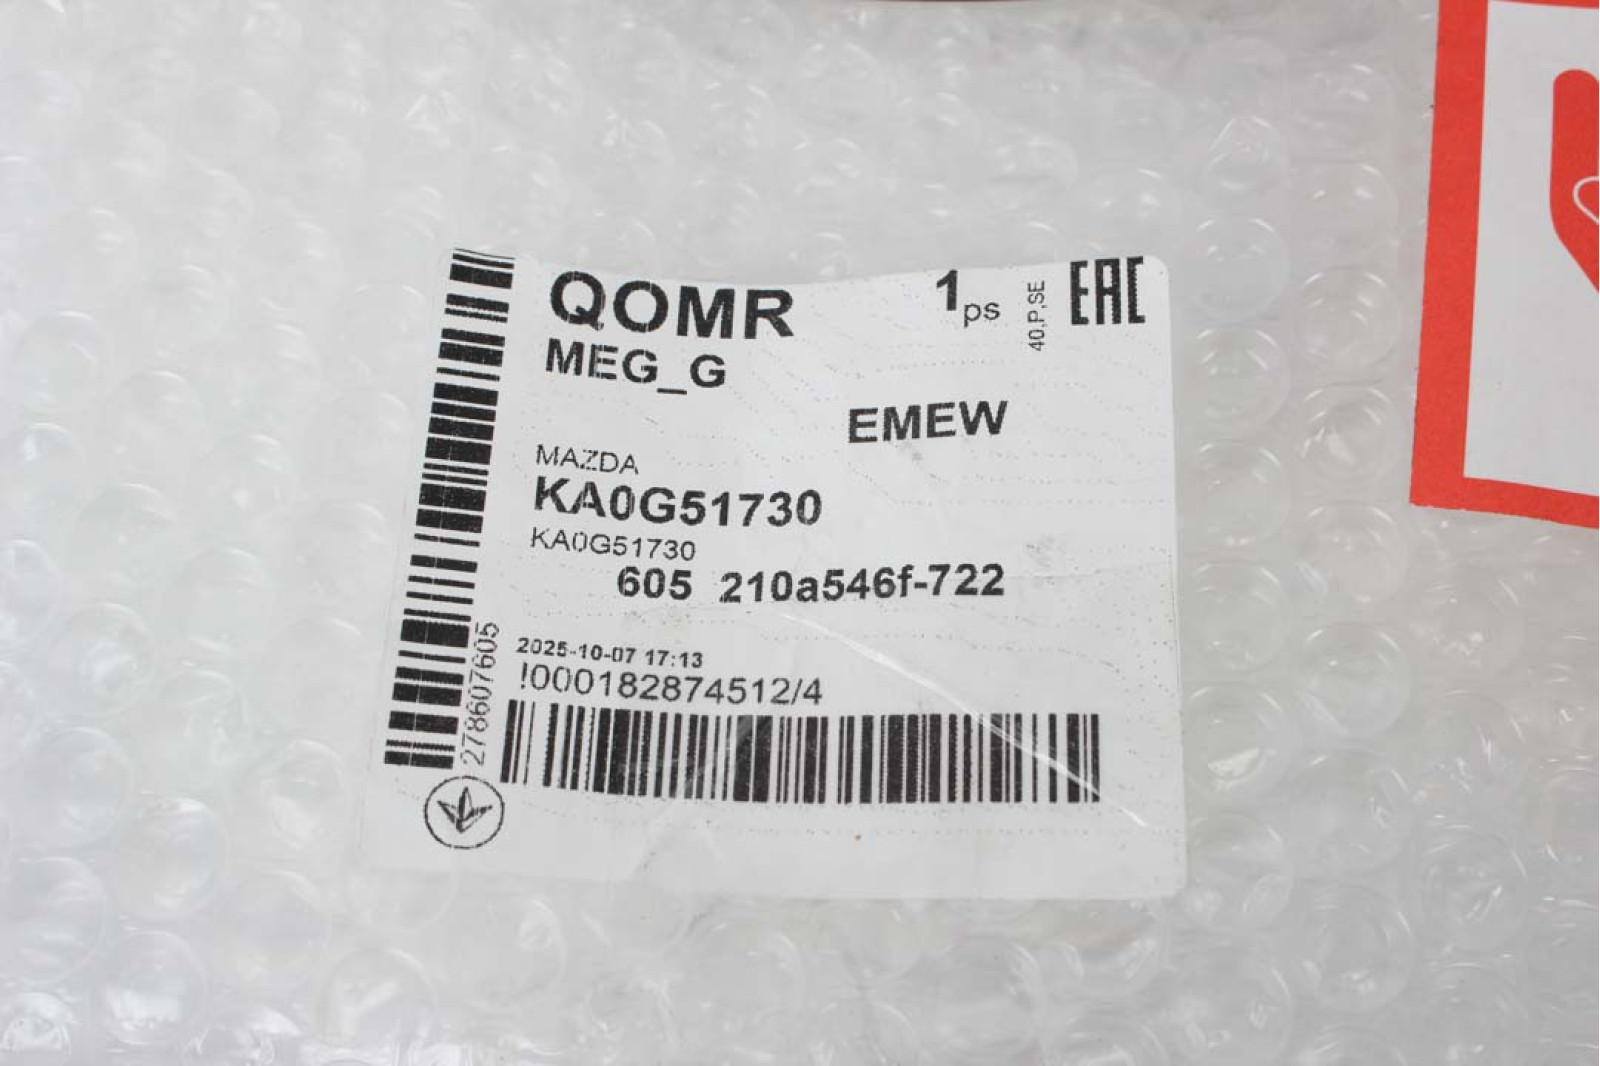 QOMR
1ps
40,P,SE
EAC
MEG_G
EMEW
MAZDA
KA0G51730
KA0G51730
605 210a546f-722
2025-10-07 17:13
!000182874512/4
278607605